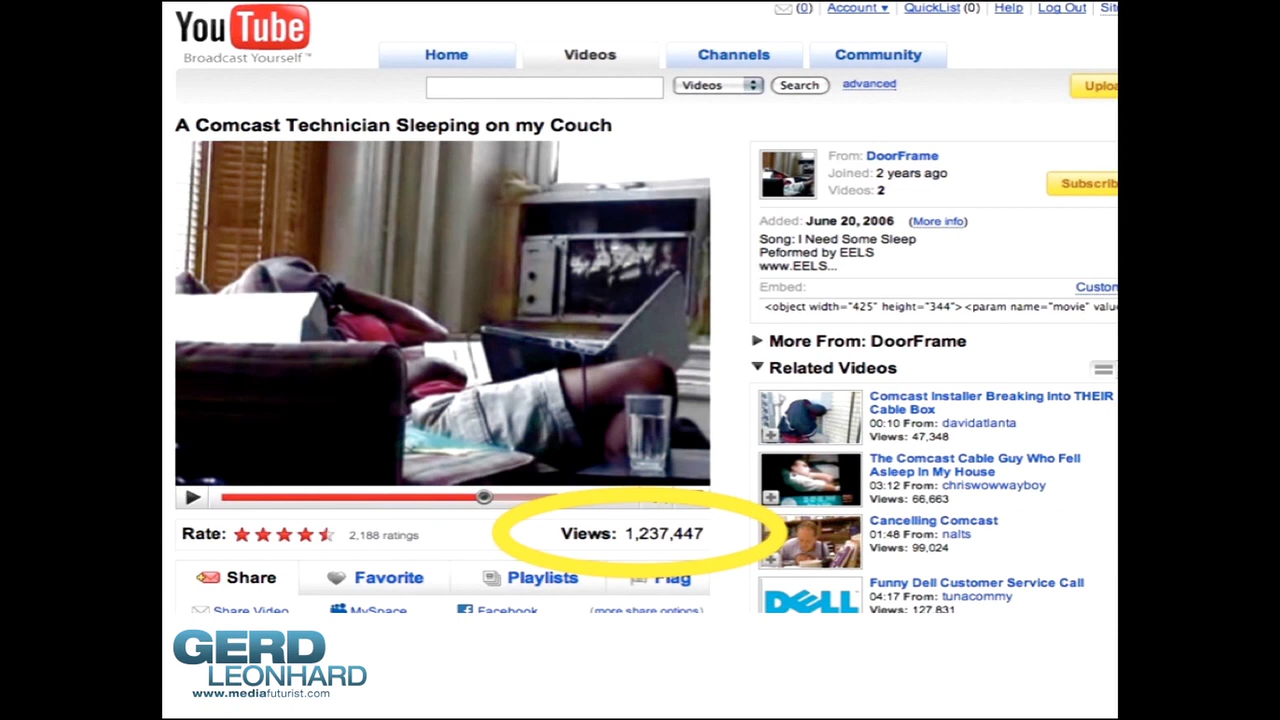 You Tube
Broadcast Yourself™
(0) | Account | QuickList (0) | Help | Log Out |
Home Videos Channels Community
Videos Search advanced
A Comcast Technician Sleeping on my Couch
From: DoorFrame
Joined: 2 years ago
Videos: 2
Added: June 20, 2006 (More info)
Song: I Need Some Sleep
Peformed by EELS
www.EELS...
Embed:
<object width="425" height="344"><param name="movie"
More From: DoorFrame
Related Videos
Comcast Installer Breaking Into THEIR
Cable Box
00:10 From: davidatlanta
Views: 47,348
The Comcast Cable Guy Who Fell
Asleep In My House
03:12 From: chriswowwayboy
Views: 66,663
Cancelling Comcast
01:48 From: nalts
Views: 99,024
Funny Dell Customer Service Call
04:17 From: tunacommy
Views: 127,831
DELL
Rate: 2,188 ratings
Views: 1,237,447
Share Favorite Playlists Flag
Share Video MySpace Facebook (more share options)
GERD
LEONHARD
www.mediafuturist.com